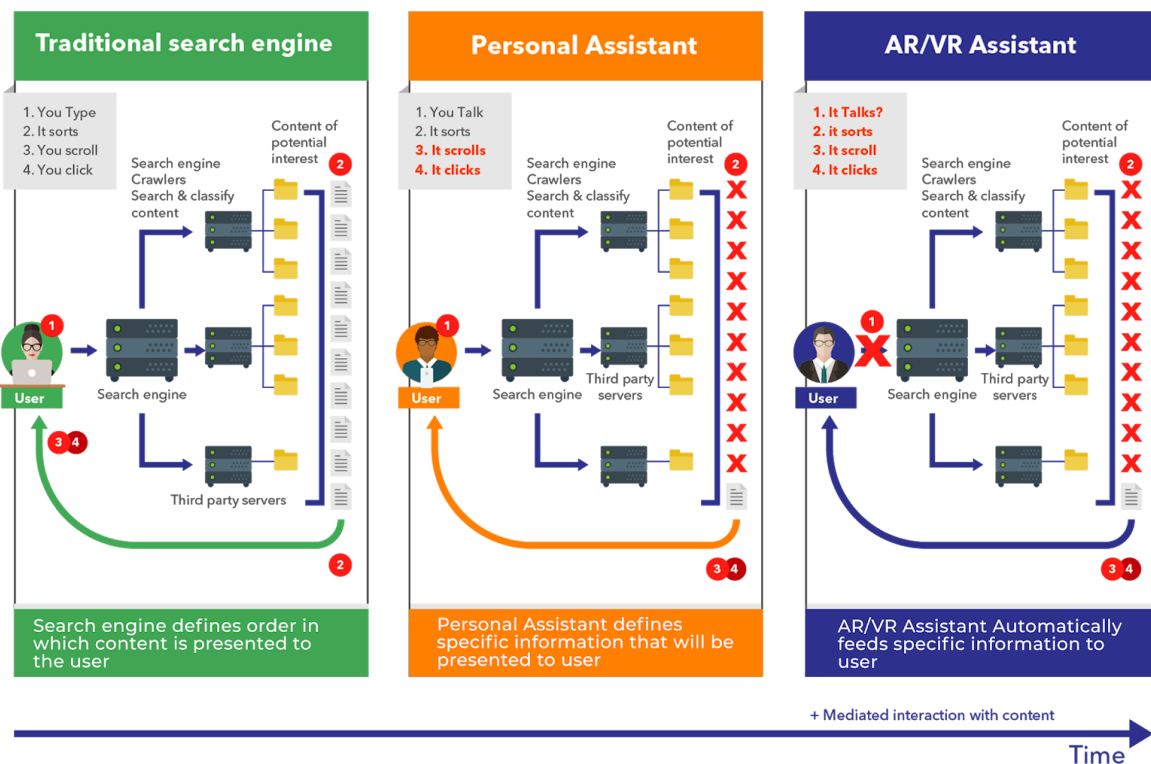 Traditional search engine
1. You Type
2. It sorts
3. You scroll
4. You click
Content of
potential
interest
2
Search engine
Crawlers
Search & classify
content
1
User
Search engine
3 4
Third party servers
2
Search engine defines order in
which content is presented to
the user
Personal Assistant
1. You Talk
2. It sorts
3. It scrolls
4. It clicks
Content of
potential
interest
2
Search engine
Crawlers
Search & classify
content
X
X
X
X
X
X
X
X
X
X
1
User
Search engine
Third party
servers
3 4
Personal Assistant defines
specific information that will be
presented to user
AR/VR Assistant
1. It Talks?
2. it sorts
3. It scroll
4. It clicks
Content of
potential
interest
2
Search engine
Crawlers
Search & classify
content
X
X
X
X
X
X
X
X
X
X
1
X
User
Search engine
Third party
servers
3 4
AR/VR Assistant Automatically
feeds specific information to
user
+ Mediated interaction with content
Time